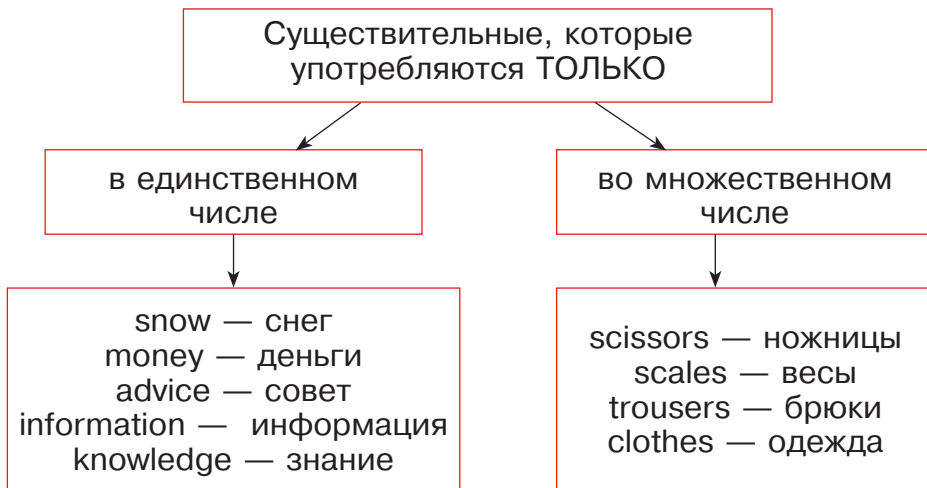 Существительные, которые
употребляются ТОЛЬКО
в единственном
числе
во множественном
числе
snow — снег
money — деньги
advice — совет
information — информация
knowledge — знание
scissors — ножницы
scales — весы
trousers — брюки
clothes — одежда